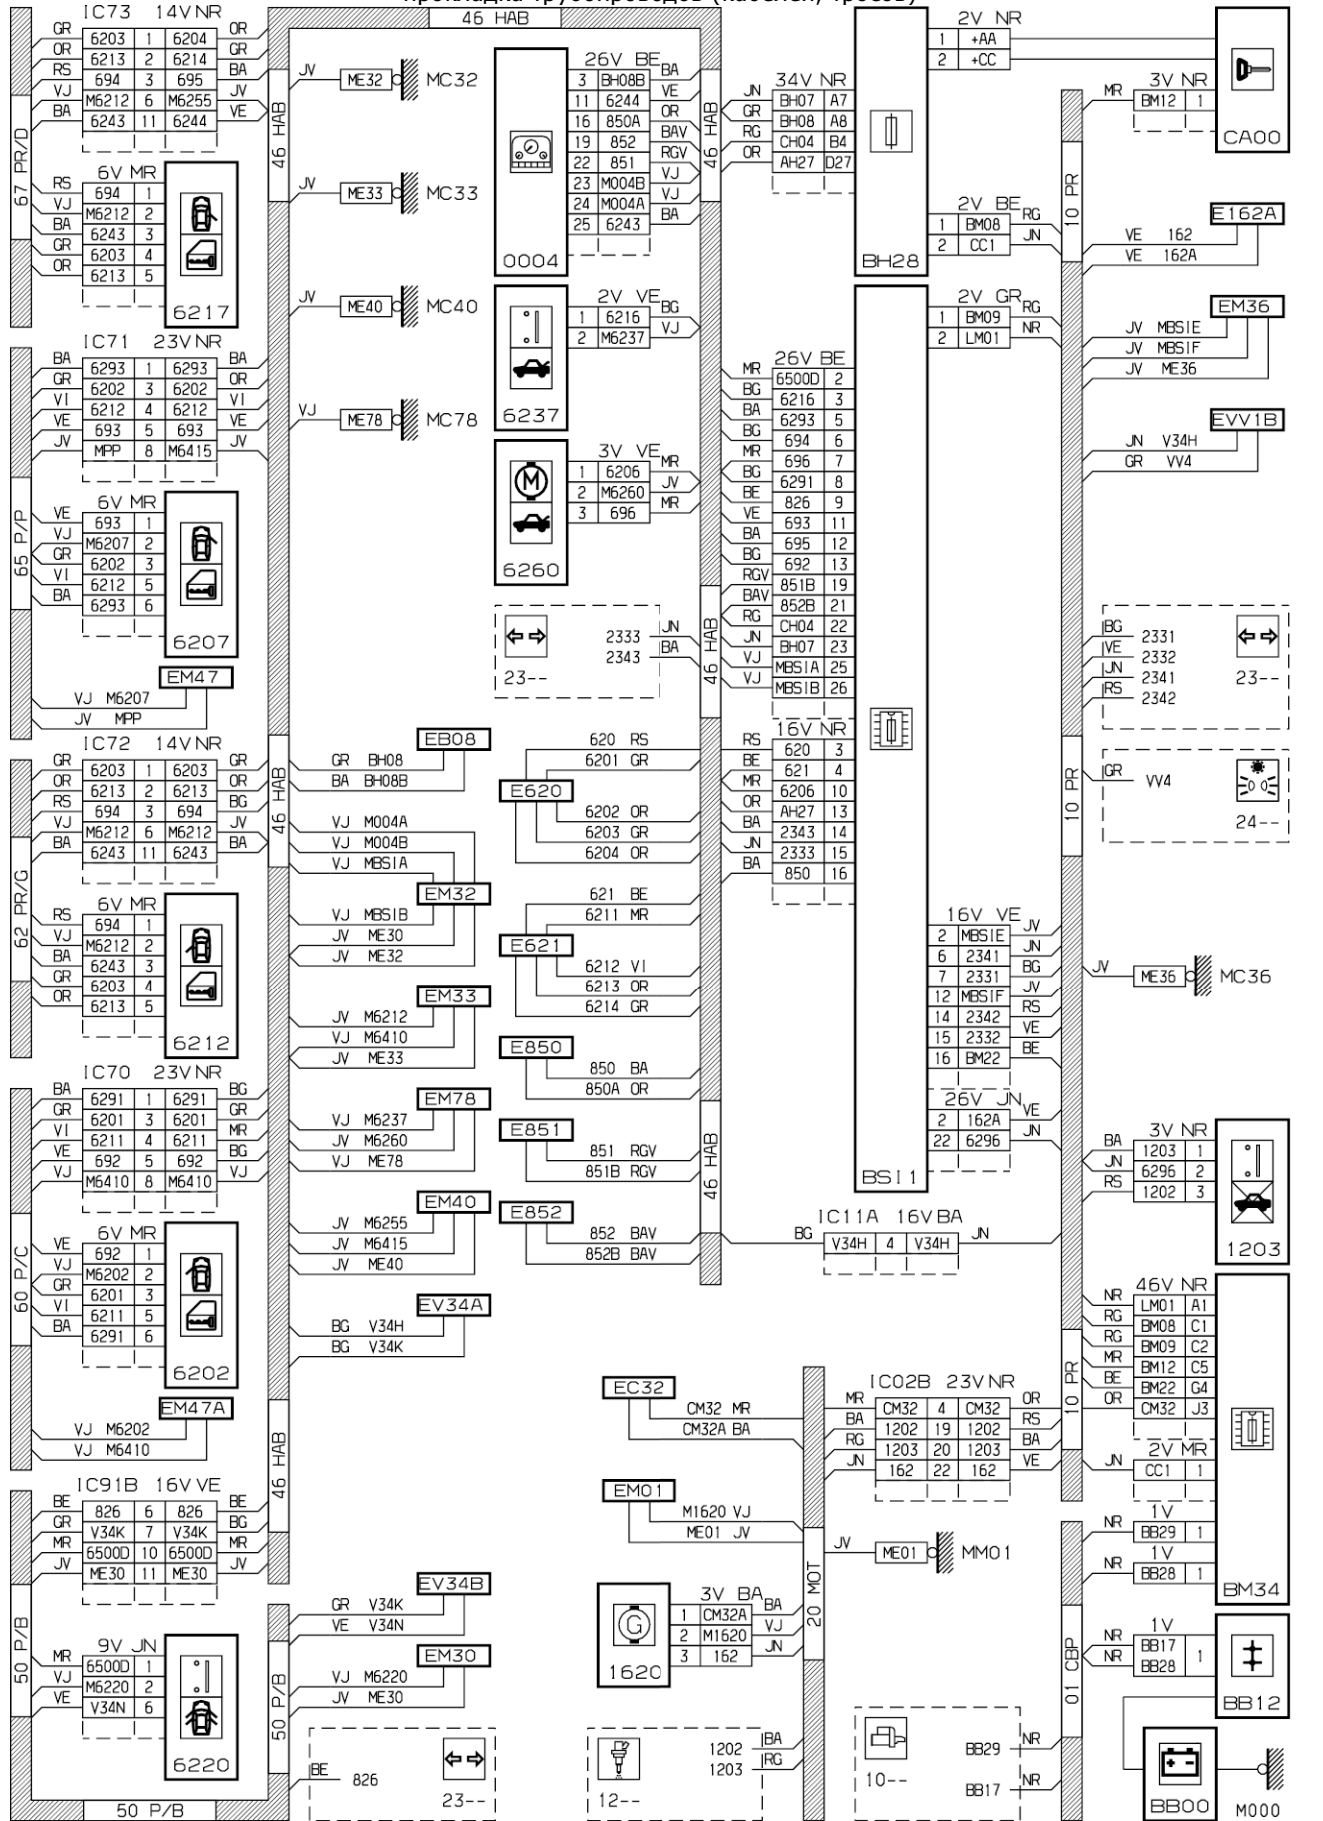 прокладка трубопроводов (кабелей, тросов)
46 HAB
67 PR/D
IC73 14V NR
GR 6203 1 6204 OR
OR 6213 2 6214 GR
RS 694 3 695 BA
VJ M6212 6 M6255 JV
BA 6243 11 6244 VE
6V MR
RS 694 1
VJ M6212 2
BA 6243 3
GR 6203 4
OR 6213 5
6217
65 P/P
IC71 23V NR
BA 6293 1 6293 BA
GR 6202 3 6202 OR
VI 6212 4 6212 VI
VE 693 5 693 VE
JV MPP 8 M6415 JV
6V MR
VE 693 1
VJ M6207 2
GR 6202 3
VI 6212 5
BA 6293 6
6207
EM47
VJ M6207
JV MPP
62 PR/G
IC72 14V NR
GR 6203 1 6203 GR
OR 6213 2 6213 OR
RS 694 3 694 BG
VJ M6212 6 M6212 JV
BA 6243 11 6243 BA
6V MR
RS 694 1
VJ M6212 2
BA 6243 3
GR 6203 4
OR 6213 5
6212
60 P/C
IC70 23V NR
BA 6291 1 6291 BG
GR 6201 3 6201 GR
VI 6211 4 6211 MR
VE 692 5 692 BG
VJ M6410 8 M6410 VJ
6V MR
VE 692 1
VJ M6202 2
GR 6201 3
VI 6211 5
BA 6291 6
6202
EM47A
VJ M6202
VJ M6410
50 P/B
IC91B 16V VE
BE 826 6 826 BE
GR V34K 7 V34K BG
MR 6500D 10 6500D MR
JV ME30 11 ME30 JV
9V JN
MR 6500D 1
VJ M6220 2
VE V34N 6
6220
50 P/B
46 HAB
46 HAB
46 HAB
50 P/B
JV ME32 MC32
JV ME33 MC33
JV ME40 MC40
VJ ME78 MC78
EB08
GR BH08
BA BH08B
VJ M004A
VJ M004B
VJ MBSIA
EM32
VJ MBSIB
JV ME30
JV ME32
EM33
JV M6212
VJ M6410
JV ME33
EM78
VJ M6237
JV M6260
VJ ME78
EM40
JV M6255
JV M6415
JV ME40
EV34A
BG V34H
BG V34K
EV34B
GR V34K
VE V34N
EM30
VJ M6220
JV ME30
BE 826
23--
26V BE
3 BH08B BA
11 6244 VE
16 850A OR
19 852 BAV
22 851 RGV
23 M004B VJ
24 M004A VJ
25 6243 BA
0004
2V VE
1 6216 BG
2 M6237 VJ
6237
3V VE
1 6206 MR
2 M6260 JV
3 696 MR
6260
2333 JN
2343 BA
23--
620 RS
6201 GR
E620
6202 OR
6203 GR
6204 OR
621 BE
6211 MR
E621
6212 VI
6213 OR
6214 GR
E850
850 BA
850A OR
E851
851 RGV
851B RGV
E852
852 BAV
852B BAV
46 HAB
46 HAB
46 HAB
34V NR
JN BH07 A7
GR BH08 A8
RG CH04 B4
OR AH27 D27
2V NR
1 +AA
2 +CC
2V BE
1 BM08 RG
2 CC1 JN
BH28
2V GR
1 BM09 RG
2 LM01 NR
26V BE
MR 6500D 2
BG 6216 3
BA 6293 5
BG 694 6
MR 696 7
BG 6291 8
BE 826 9
VE 693 11
BA 695 12
BG 692 13
RGV 851B 19
BAV 852B 21
RG CH04 22
JN BH07 23
VJ MBSIA 25
VJ MBSIB 26
16V NR
RS 620 3
BE 621 4
MR 6206 10
OR AH27 13
BA 2343 14
JN 2333 15
BA 850 16
16V VE
2 MBSIE JV
6 2341 JN
7 2331 BG
12 MBSIF JV
14 2342 RS
15 2332 VE
16 BM22 BE
26V JN
2 162A VE
22 6296 JN
BSI1
IC11A 16V BA
BG V34H 4 V34H JN
10 PR
10 PR
10 PR
3V NR
MR BM12 1
CA00
E162A
VE 162
VE 162A
EM36
JV MBSIE
JV MBSIF
JV ME36
EVV1B
JN V34H
GR VV4
BG 2331
VE 2332
JN 2341
RS 2342
23--
GR VV4
24--
JV ME36 MC36
3V NR
BA 1203 1
JN 6296 2
RS 1202 3
1203
46V NR
NR LM01 A1
RG BM08 C1
RG BM09 C2
MR BM12 C5
BE BM22 G4
OR CM32 J3
2V MR
JN CC1 1
1V
NR BB29 1
1V
NR BB28 1
BM34
1V
NR BB17
NR BB28 1
BB12
BB00
M000
01 CBP
EC32
CM32 MR
CM32A BA
IC02B 23V NR
MR CM32 4 CM32 OR
BA 1202 19 1202 RS
RG 1203 20 1203 BA
JN 162 22 162 VE
EM01
M1620 VJ
ME01 JV
JV ME01 MM01
20 MOT
3V BA
1 CM32A BA
2 M1620 VJ
3 162 JN
1620
1202 BA
1203 RG
12--
BB29 NR
10--
BB17 NR